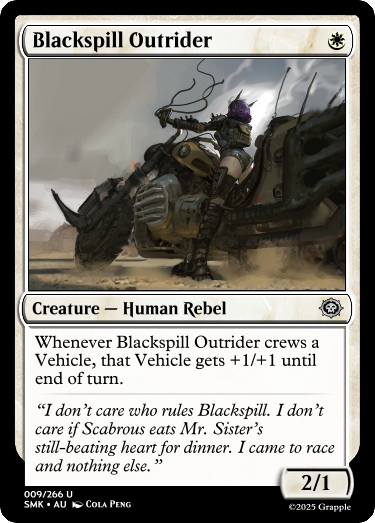 Blackspill Outrider
Creature — Human Rebel
Whenever Blackspill Outrider crews a
Vehicle, that Vehicle gets +1/+1 until
end of turn.
“I don’t care who rules Blackspill. I don’t
care if Scabrous eats Mr. Sister’s
still-beating heart for dinner. I came to race
and nothing else.”
2/1
009/266 U
SMK • AU Cola Peng
©2025 Grapple